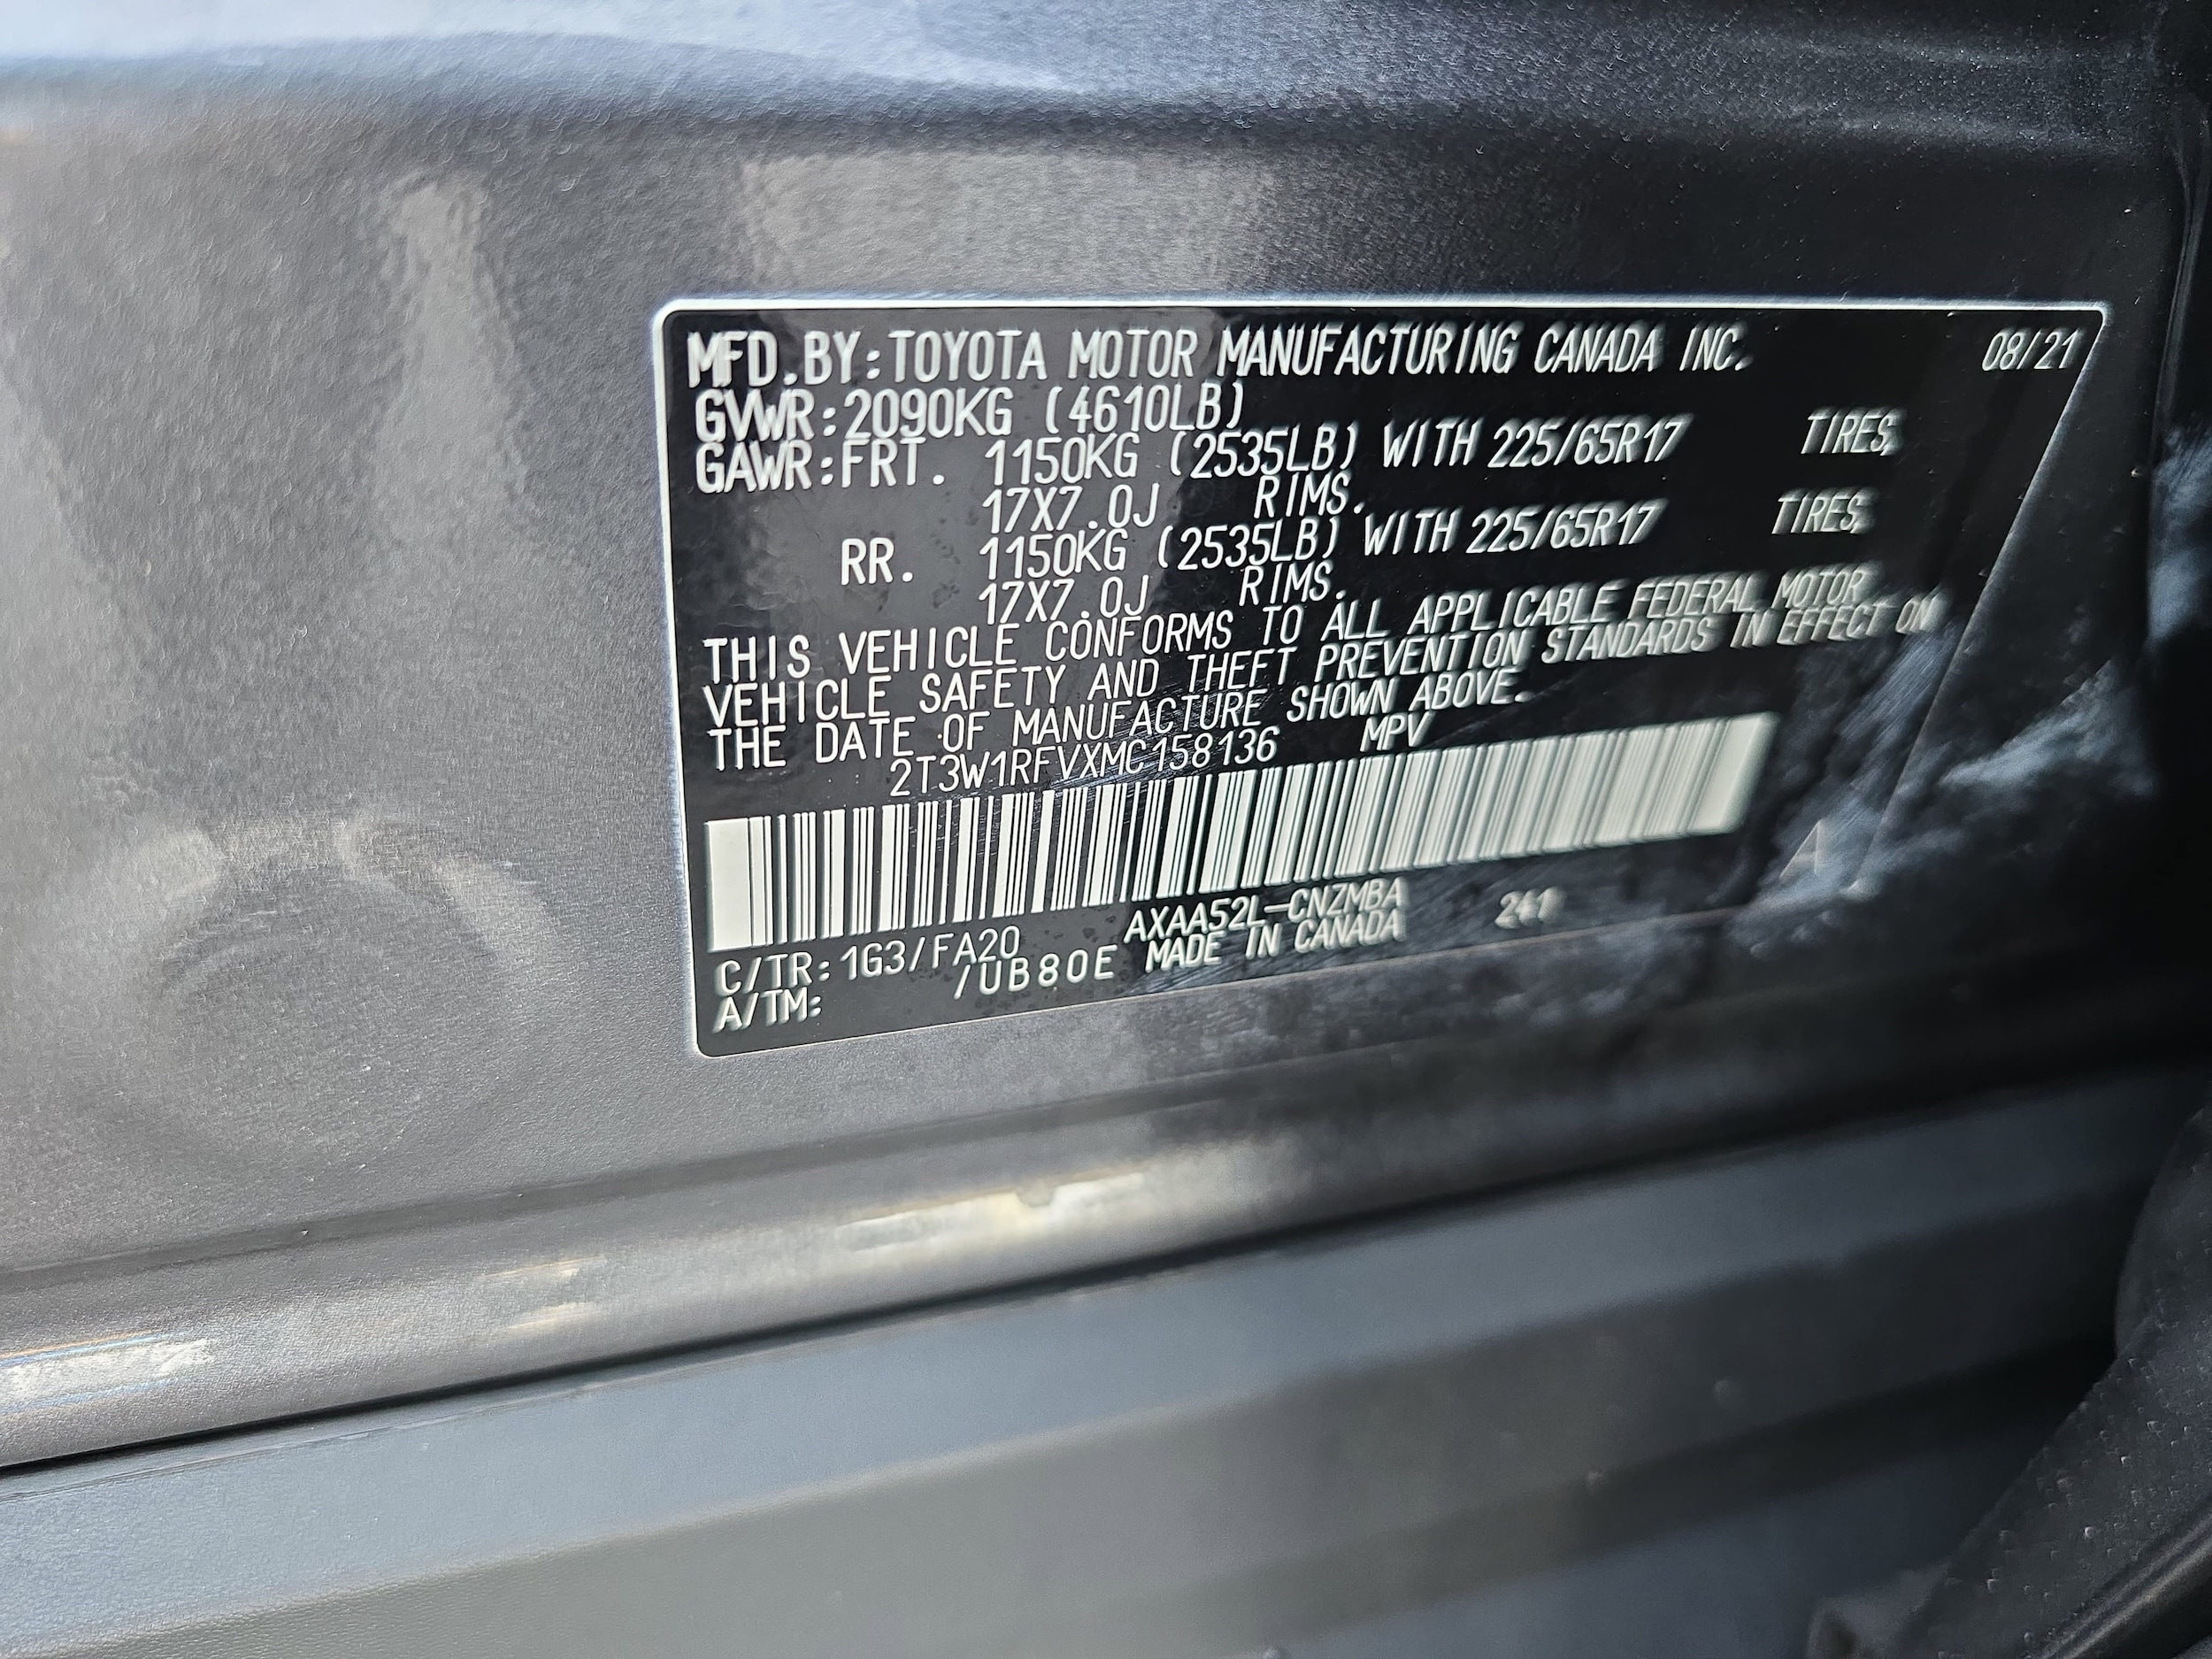 MFD.BY:TOYOTA MOTOR MANUFACTURING CANADA INC. 08/21
GVWR:2090KG (4610LB)
GAWR:FRT. 1150KG (2535LB) WITH 225/65R17 TIRES,
17X7.0J RIMS.
RR. 1150KG (2535LB) WITH 225/65R17 TIRES,
17X7.0J RIMS.
THIS VEHICLE CONFORMS TO ALL APPLICABLE FEDERAL MOTOR
VEHICLE SAFETY AND THEFT PREVENTION STANDARDS IN EFFECT ON
THE DATE OF MANUFACTURE SHOWN ABOVE.
2T3W1RFVXMC158136 MPV
C/TR:1G3/FA20 AXAA52L-CNZMBA
A/TM: /UB80E MADE IN CANADA